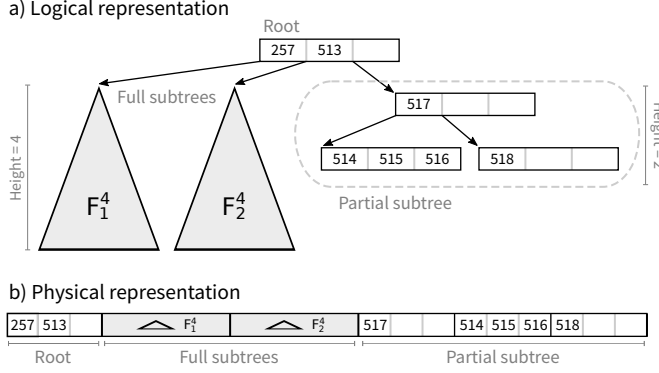 a) Logical representation
Root
257 513
Full subtrees
517
Height = 4
Height = 2
514 515 516 518
F₁⁴ F₂⁴
Partial subtree
b) Physical representation
257 513 F₁⁴ F₂⁴ 517 514 515 516 518
Root Full subtrees Partial subtree